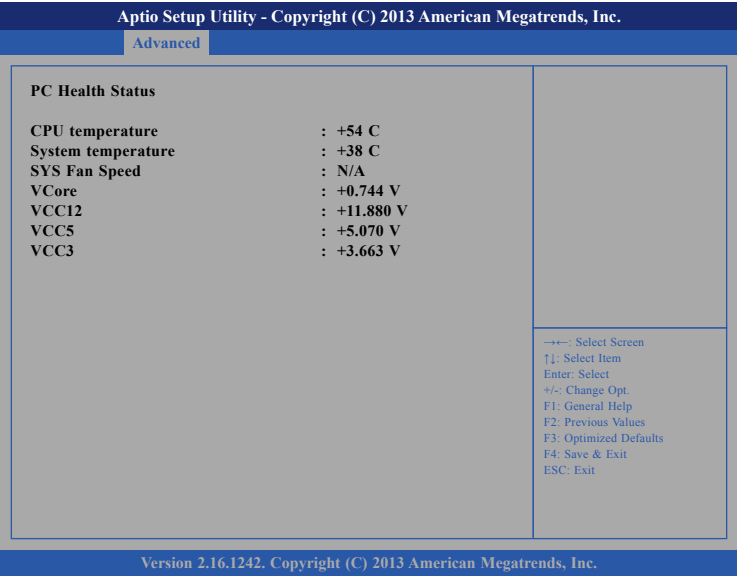 Aptio Setup Utility - Copyright (C) 2013 American Megatrends, Inc.
Advanced
PC Health Status
CPU temperature : +54 C
System temperature : +38 C
SYS Fan Speed : N/A
VCore : +0.744 V
VCC12 : +11.880 V
VCC5 : +5.070 V
VCC3 : +3.663 V
→←: Select Screen
↑↓: Select Item
Enter: Select
+/-: Change Opt.
F1: General Help
F2: Previous Values
F3: Optimized Defaults
F4: Save & Exit
ESC: Exit
Version 2.16.1242. Copyright (C) 2013 American Megatrends, Inc.